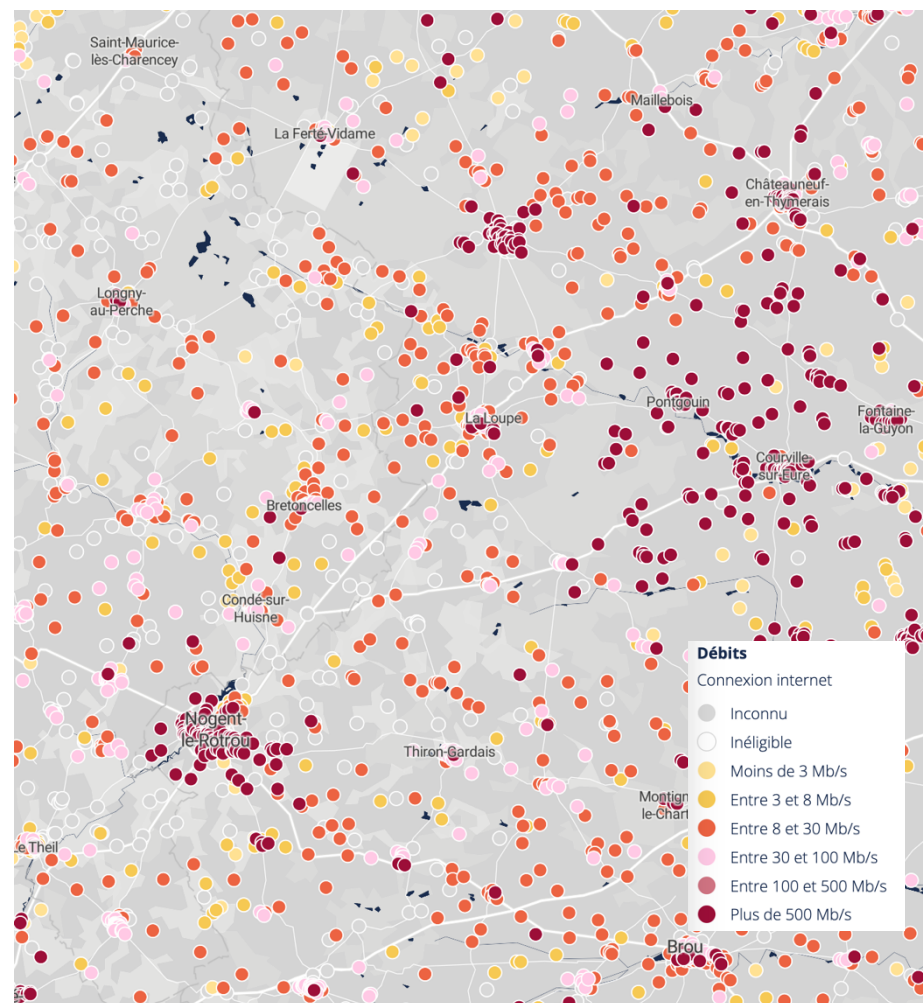 Saint-Maurice-
lès-Charencey
Maillebois
La Ferté-Vidame
Châteauneuf-
en-Thymerais
Longny-
au-Perche
Pontgouin
La Loupe
Fontaine-
la-Guyon
Courville-
sur-Eure
Bretoncelles
Condé-sur-
Huisne
Nogent-
le-Rotrou
Thiron-Gardais
Montign
le-Chart
Le Theil
Brou
Débits
Connexion internet
Inconnu
Inéligible
Moins de 3 Mb/s
Entre 3 et 8 Mb/s
Entre 8 et 30 Mb/s
Entre 30 et 100 Mb/s
Entre 100 et 500 Mb/s
Plus de 500 Mb/s